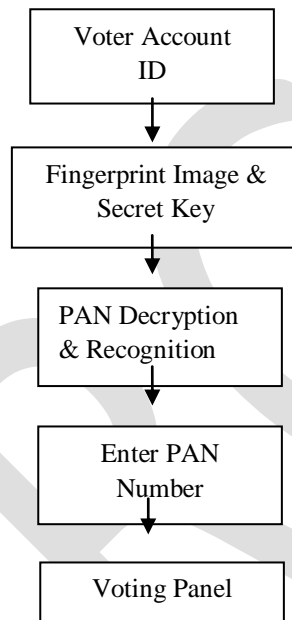 Voter Account
ID
Fingerprint Image &
Secret Key
PAN Decryption
& Recognition
Enter PAN
Number
Voting Panel